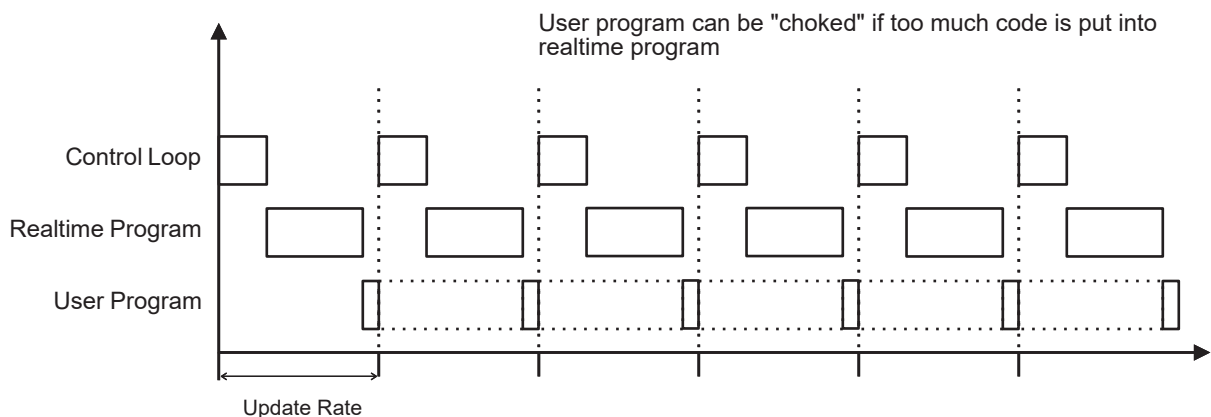 User program can be "choked" if too much code is put into
realtime program
Control Loop
Realtime Program
User Program
Update Rate